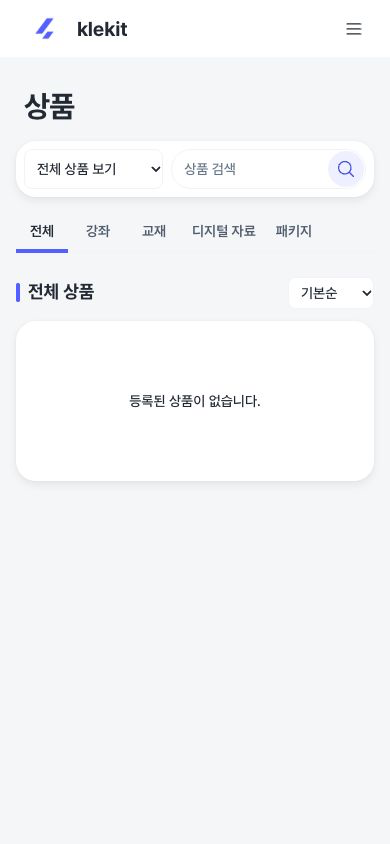 klekit
상품
전체 상품 보기
상품 검색
전체 강좌 교재 디지털 자료 패키지
전체 상품
기본순
등록된 상품이 없습니다.